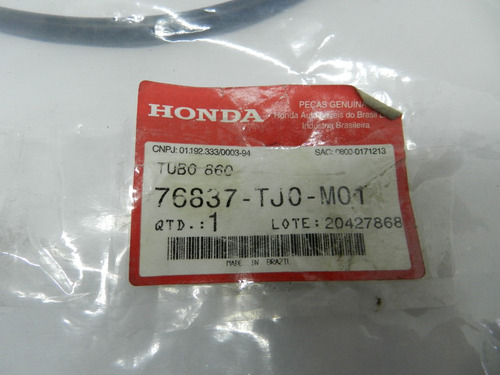 HONDA
PEÇAS GENUÍNA
Honda Automóveis do Brasil
Indústria Brasileira.
CNPJ: 01.192.333/0003-94 SAC: 0800-0171213
TUBO 860
76837-TJ0-M01
QTD.:1 LOTE: 20427868
MADE IN BRAZIL